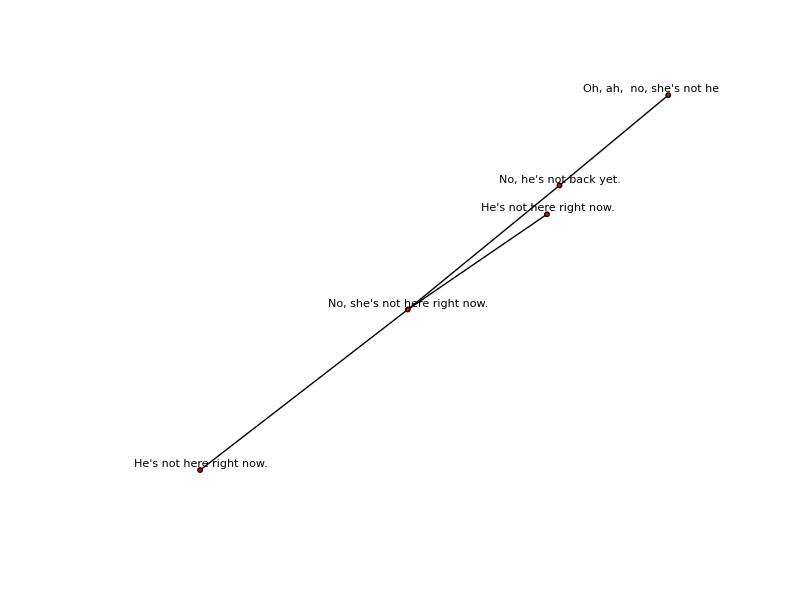 Oh, ah,  no, she's not he
No, he's not back yet.
He's not here right now.
No, she's not here right now.
He's not here right now.